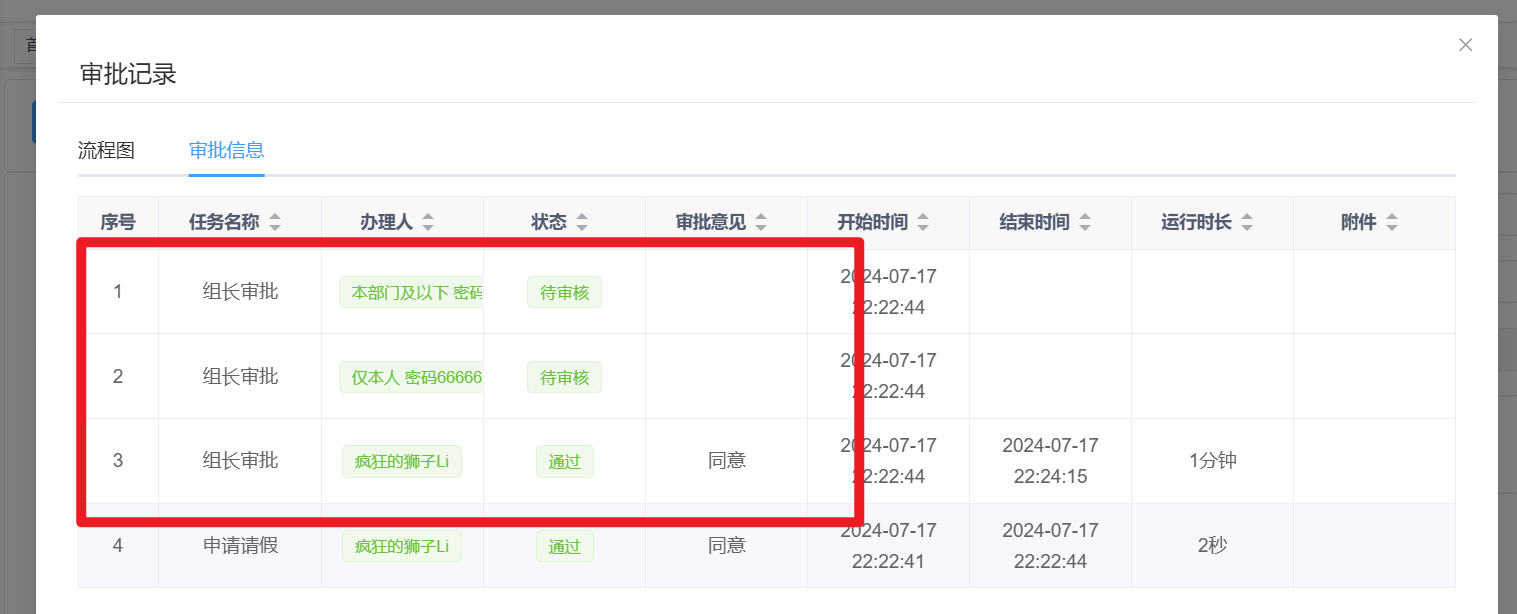 首
审批记录
流程图 审批信息
序号 任务名称 办理人 状态 审批意见 开始时间 结束时间 运行时长 附件
1 组长审批 本部门及以下 密码 待审核 2024-07-17
22:22:44
2 组长审批 仅本人 密码66666 待审核 2024-07-17
22:22:44
3 组长审批 疯狂的狮子Li 通过 同意 2024-07-17 2024-07-17 1分钟
22:22:44 22:24:15
4 申请请假 疯狂的狮子Li 通过 同意 2024-07-17 2024-07-17 2秒
22:22:41 22:22:44